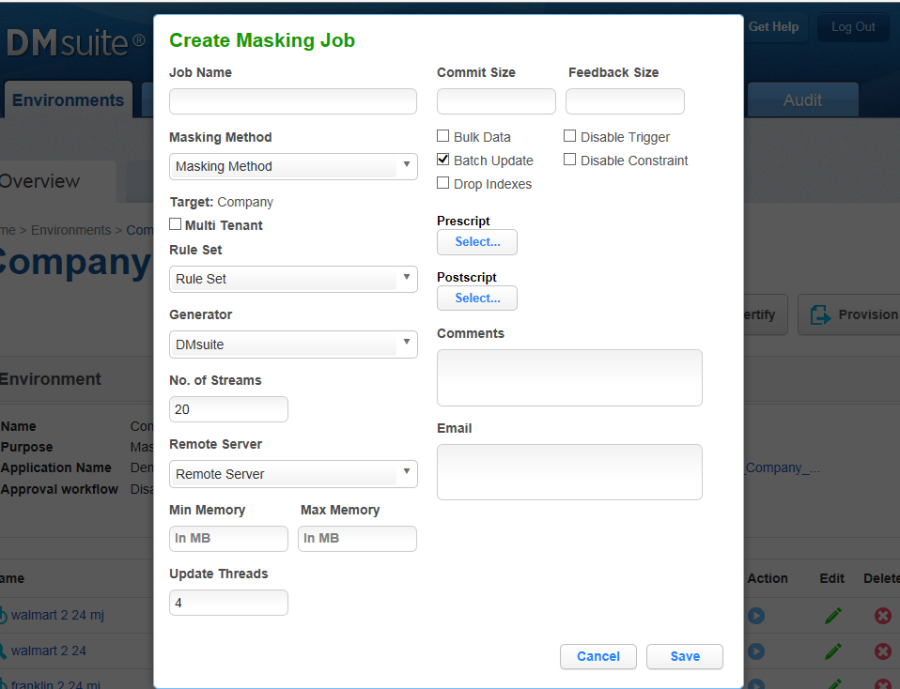 DMsuite®
Get Help
Log Out
Environments
Audit
Overview
Environments > Com
Company
ertify
Provision
Environment
Name
Con
Purpose
Mas
Application Name
Den
Approval workflow
Disa
_Company_...
ame
Action
Edit
Delete
walmart 2 24 mj
walmart 2 24
franklin 2 24 mj
Create Masking Job
Job Name
Commit Size
Feedback Size
Masking Method
Masking Method
Bulk Data
Disable Trigger
Batch Update
Disable Constraint
Drop Indexes
Target: Company
Multi Tenant
Rule Set
Rule Set
Prescript
Select...
Postscript
Select...
Generator
DMsuite
Comments
No. of Streams
20
Email
Remote Server
Remote Server
Min Memory
Max Memory
In MB
In MB
Update Threads
4
Cancel
Save